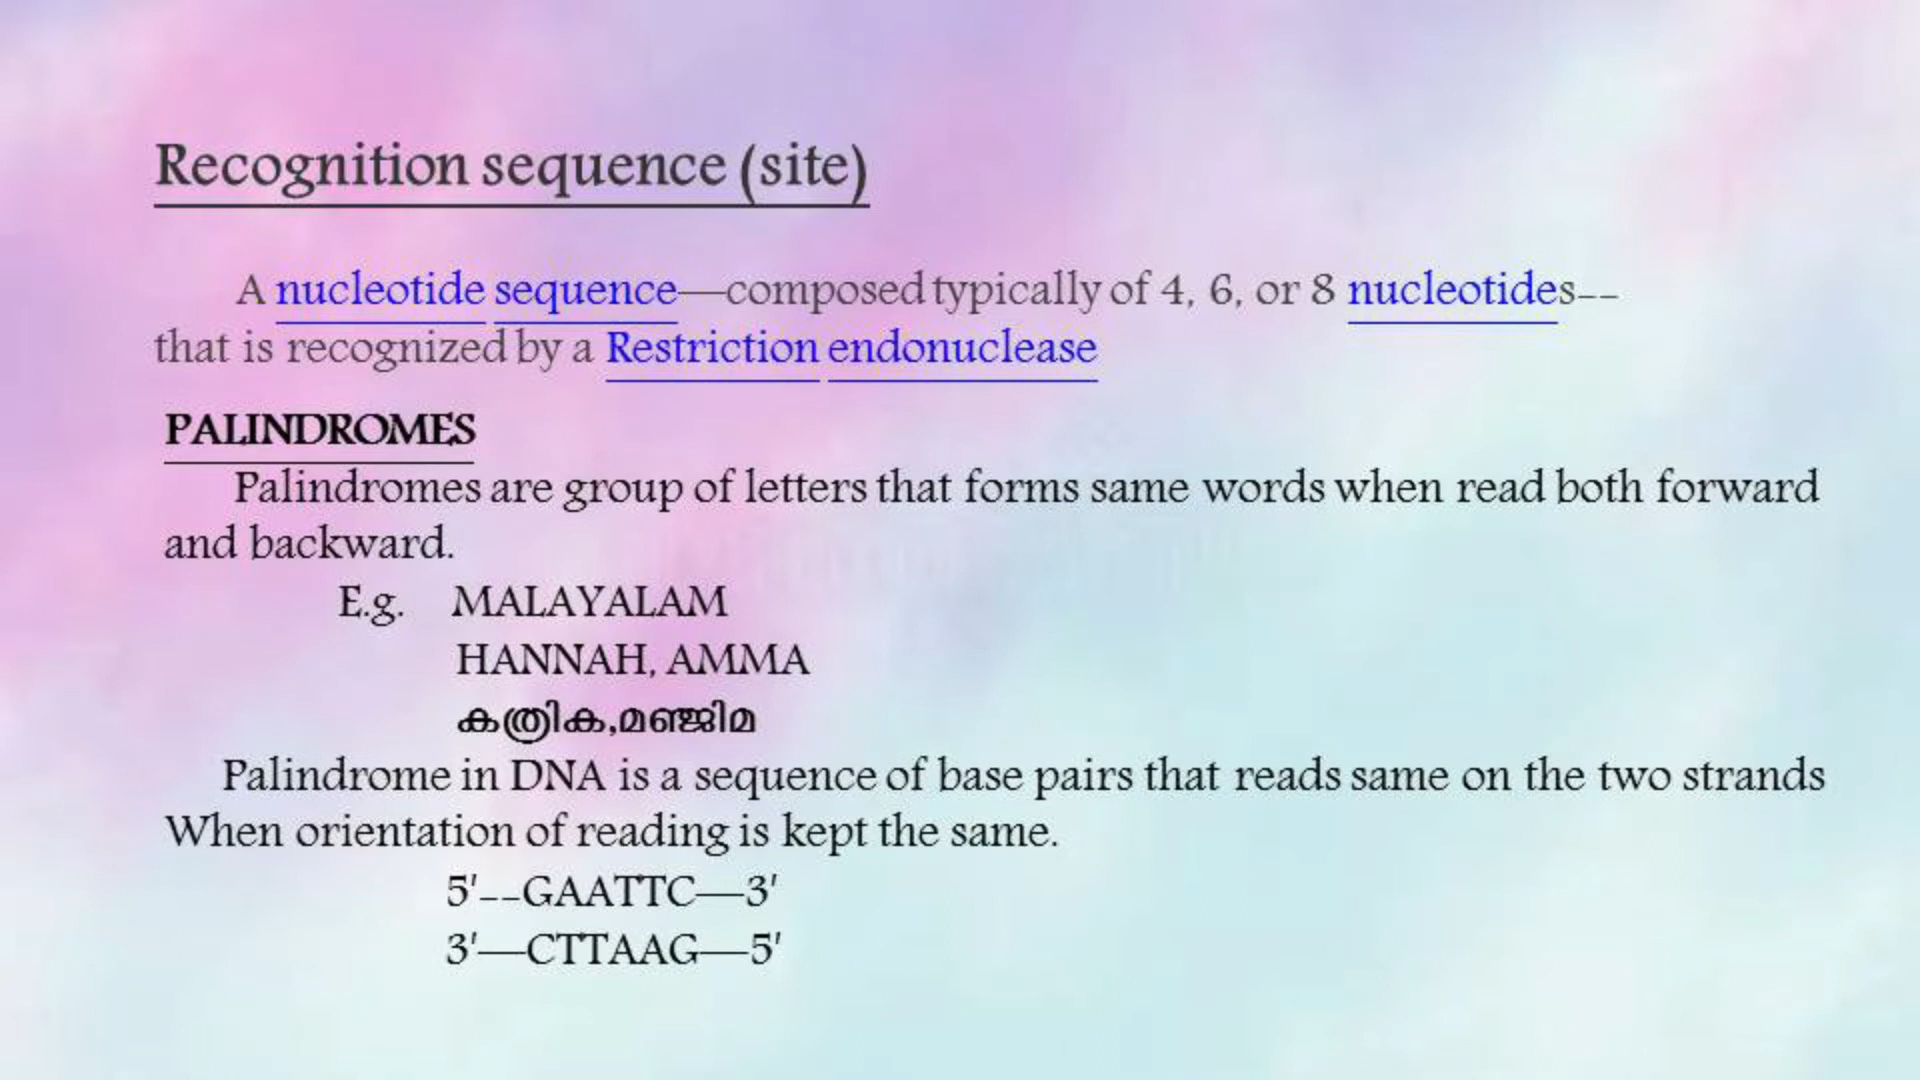 Recognition sequence (site)
A nucleotide sequence—composed typically of 4, 6, or 8 nucleotides--
that is recognized by a Restriction endonuclease
PALINDROMES
Palindromes are group of letters that forms same words when read both forward
and backward.
E.g. MALAYALAM
HANNAH, AMMA
കത്രിക,മഞ്ജിമ
Palindrome in DNA is a sequence of base pairs that reads same on the two strands
When orientation of reading is kept the same.
5'--GAATTC—3'
3'—CTTAAG—5'